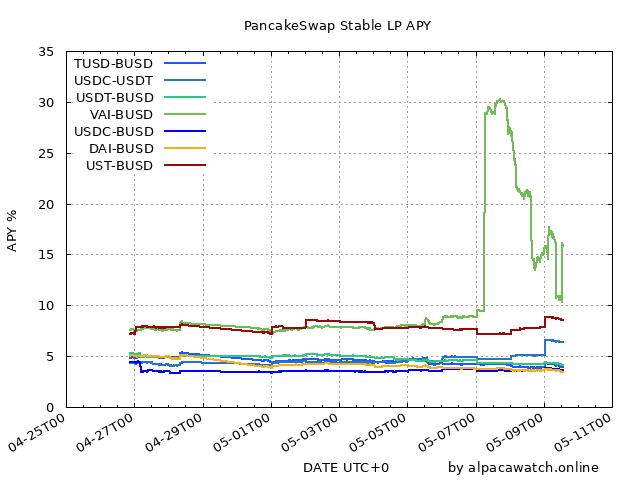 PancakeSwap Stable LP APY
APY %
35
30
25
20
15
10
5
0
TUSD-BUSD
USDC-USDT
USDT-BUSD
VAI-BUSD
USDC-BUSD
DAI-BUSD
UST-BUSD
04-25T00
04-27T00
04-29T00
05-01T00
05-03T00
05-05T00
05-07T00
05-09T00
05-11T00
DATE UTC+0
by alpacawatch.online